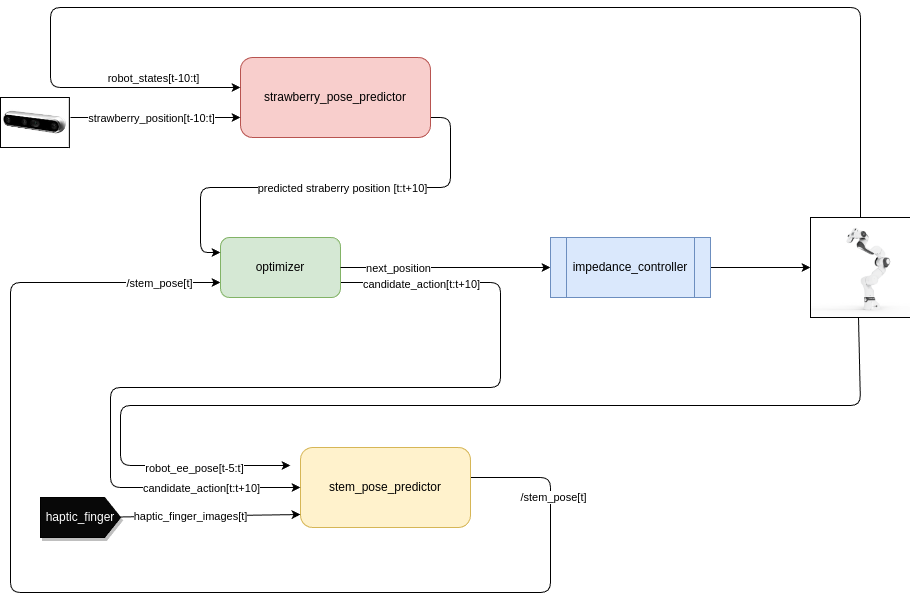 robot_states[t-10:t]
strawberry_pose_predictor
strawberry_position[t-10:t]
predicted straberry position [t:t+10]
optimizer
next_position
impedance_controller
/stem_pose[t]
candidate_action[t:t+10]
robot_ee_pose[t-5:t]
candidate_action[t:t+10]
stem_pose_predictor
/stem_pose[t]
haptic_finger
haptic_finger_images[t]